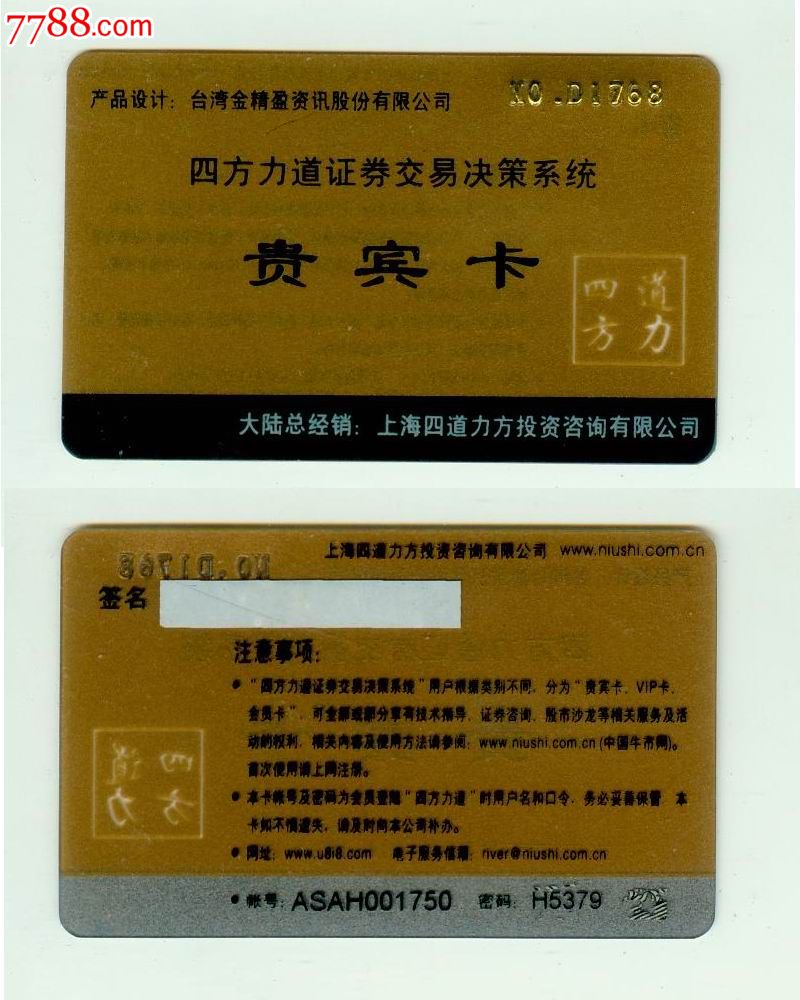 7788.com
产品设计：台湾金精盈资讯股份有限公司
NO.D1768
四方力道证券交易决策系统
贵宾卡
四 道
方 力
大陆总经销：上海四道力方投资咨询有限公司
上海四道力方投资咨询有限公司 www.niushi.com.cn
NO.D1768
签名
注意事项：
• “四方力道证券交易决策系统”用户根据类别不同，分为“贵宾卡、VIP卡、
会员卡”，可全部或部分享有技术指导、证券咨询、股市沙龙等相关服务及活
动的权利，相关内容及使用方法请参阅：www.niushi.com.cn(中国牛市网)。
首次使用请上网注册。
• 本卡帐号及密码为会员登陆“四方力道”时用户名和口令，务必妥善保管 本
卡如不慎遗失，请及时向本公司补办。
• 网址：www.u8i8.com 电子服务信箱：river@niushi.com.cn
四 道
方 力
• 帐号：ASAH001750 密码：H5379